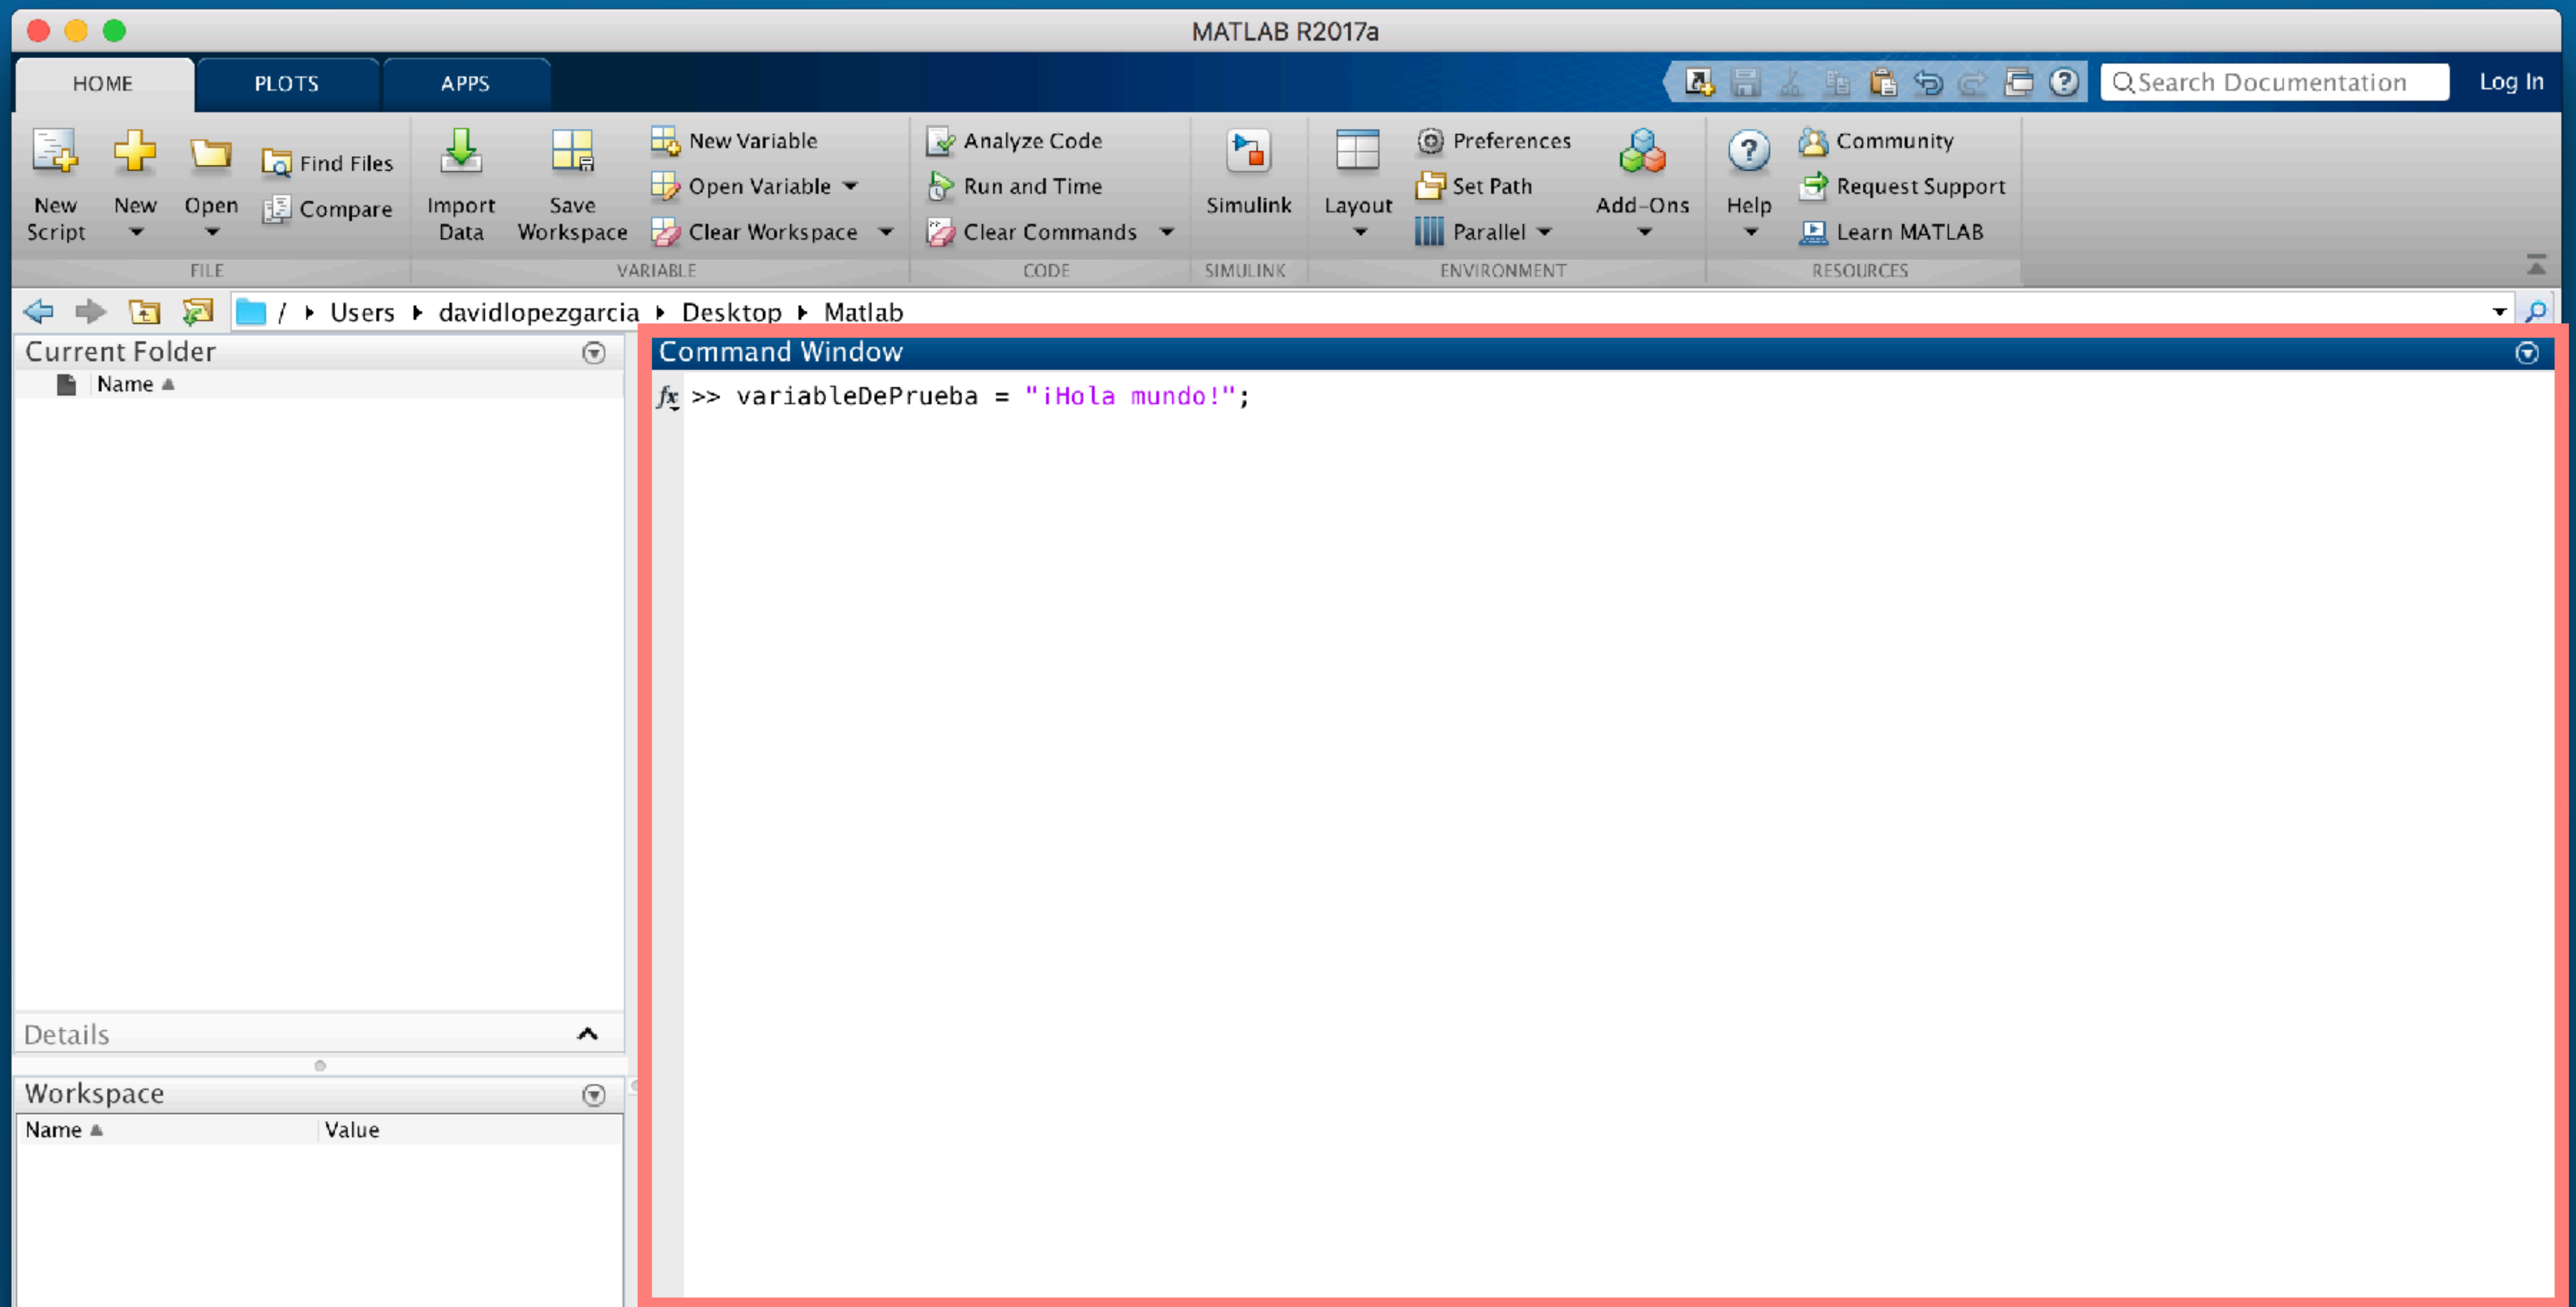 MATLAB R2017a
HOME PLOTS APPS Search Documentation Log In
New Script New Open Find Files Compare Import Data Save Workspace New Variable Open Variable Clear Workspace Analyze Code Run and Time Clear Commands Simulink Layout Preferences Set Path Parallel Add-Ons Help Community Request Support Learn MATLAB
FILE VARIABLE CODE SIMULINK ENVIRONMENT RESOURCES
/ Users davidlopezgarcia Desktop Matlab
Current Folder
Name
Details
Workspace
Name Value
Command Window
fx >> variableDePrueba = "¡Hola mundo!";